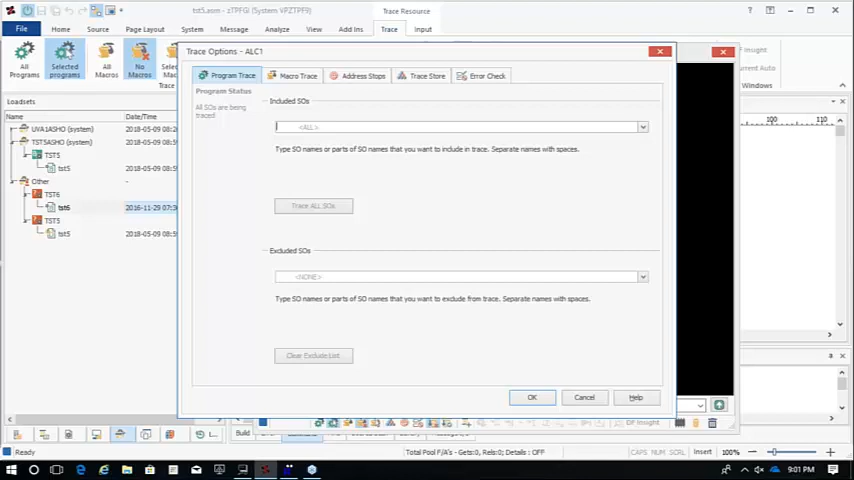 tst5.asm - zTPFGI (System VPZTPF9)
Trace Resource
File
Home
Source
Layout
System
Message
Analyze
View
Add Ins
Trace
Input
All Programs
Selected programs
All Macros
No Macros
Trace
Insight
Current Auto
Windows
Loadsets
Name
Date/Time
UVA1ASHO (system)
2018-05-09 08:2
TST5ASHO (system)
2018-05-09 08:5
TST5
tst5
2018-05-09 08:5
Other
-
TST6
tst6
2016-11-29 07:3
TST5
tst5
2018-05-09 08:5
Trace Options - ALC1
Program Trace
Macro Trace
Address Stops
Trace Store
Error Check
Program Status
All SOs are being traced
Included SOs
<ALL>
Type SO names or parts of SO names that you want to include in trace. Separate names with spaces.
Trace ALL SOs
Excluded SOs
<NONE>
Type SO names or parts of SO names that you want to exclude from trace. Separate names with spaces.
Clear Exclude List
OK
Cancel
Help
100
110
DF Insight
Build
Ready
Total Pool F/A's - Gets:0, Rels:0; Details : OFF
CAPS NUM SCRL
Insert
100%
9:01 PM